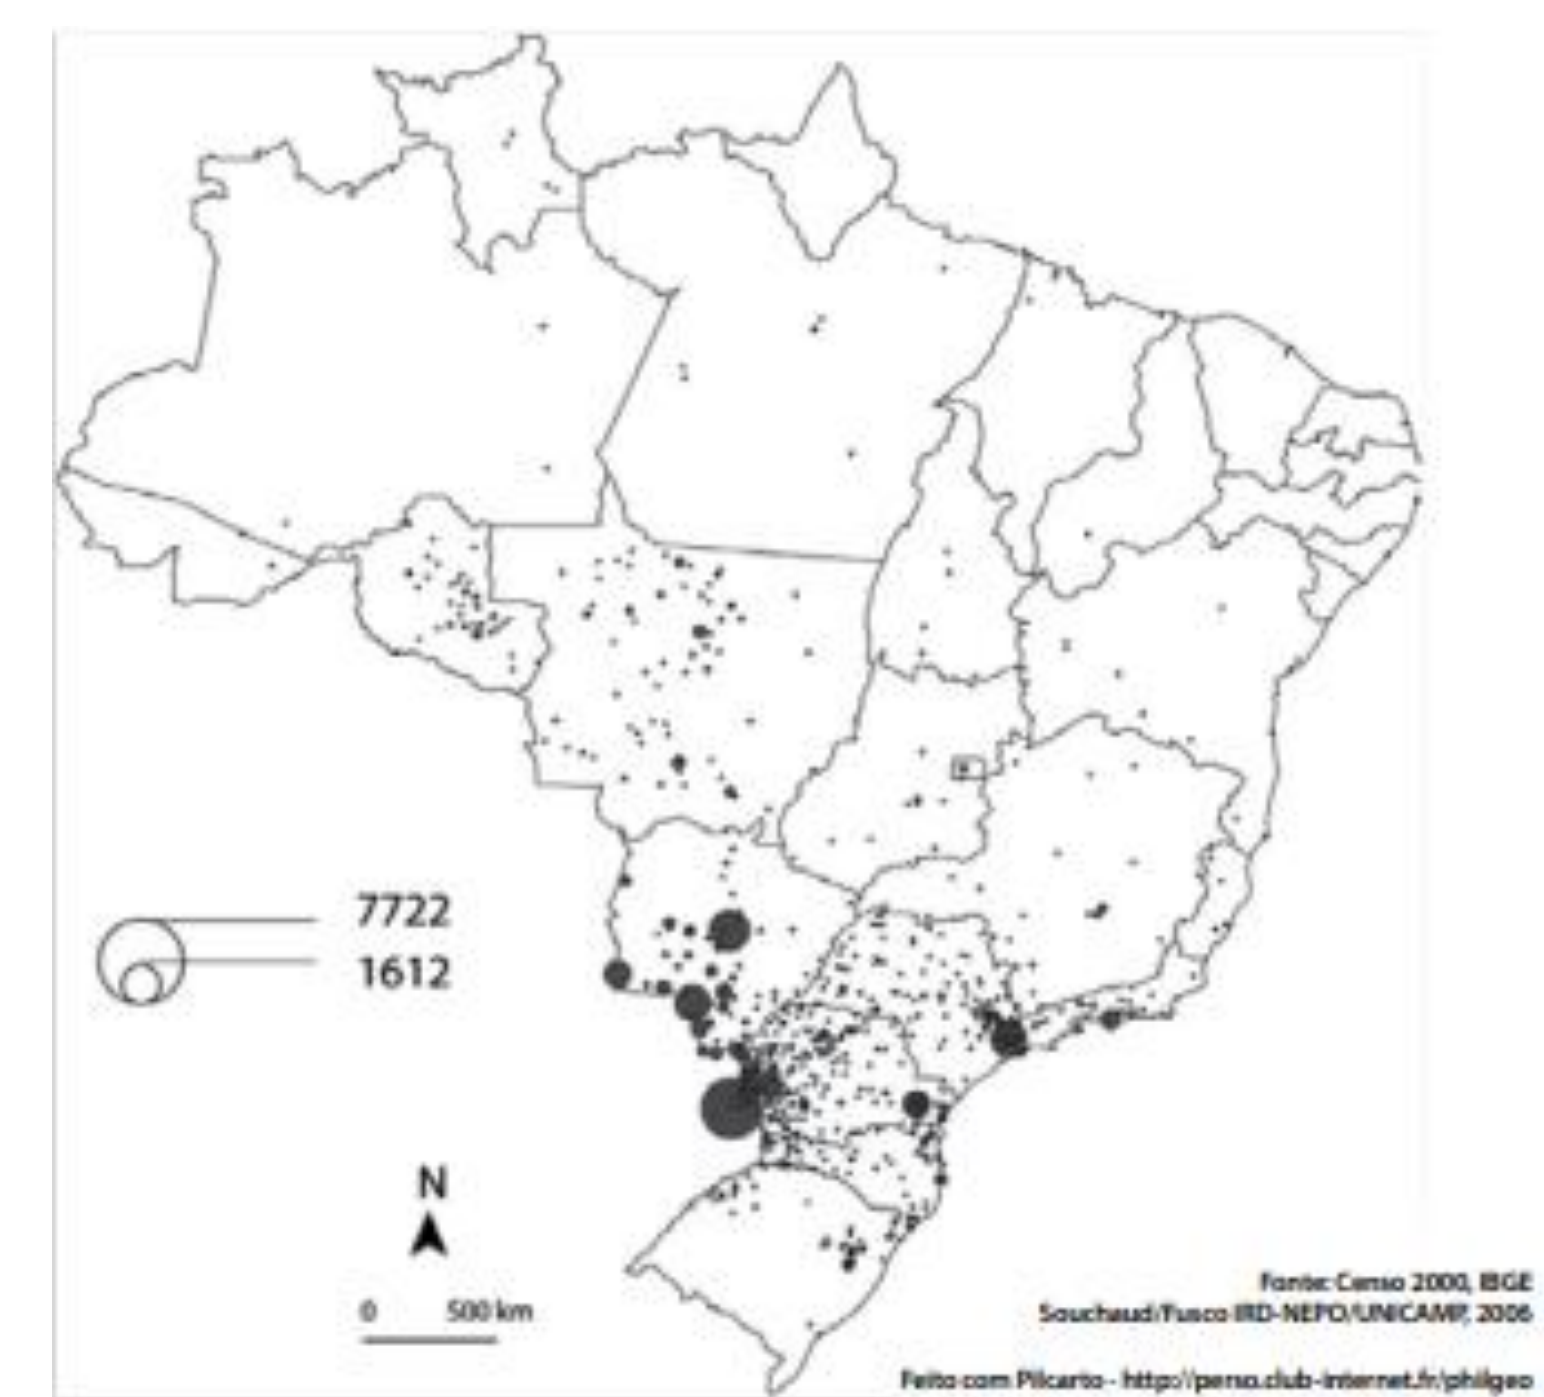 7722
1612
N
0 500 km
Fonte: Censo 2000, IBGE
Souchaud/Fusco IRD-NEPO/UNICAMP, 2006
Feito com Philcarto - http://perso.club-internet.fr/philgeo